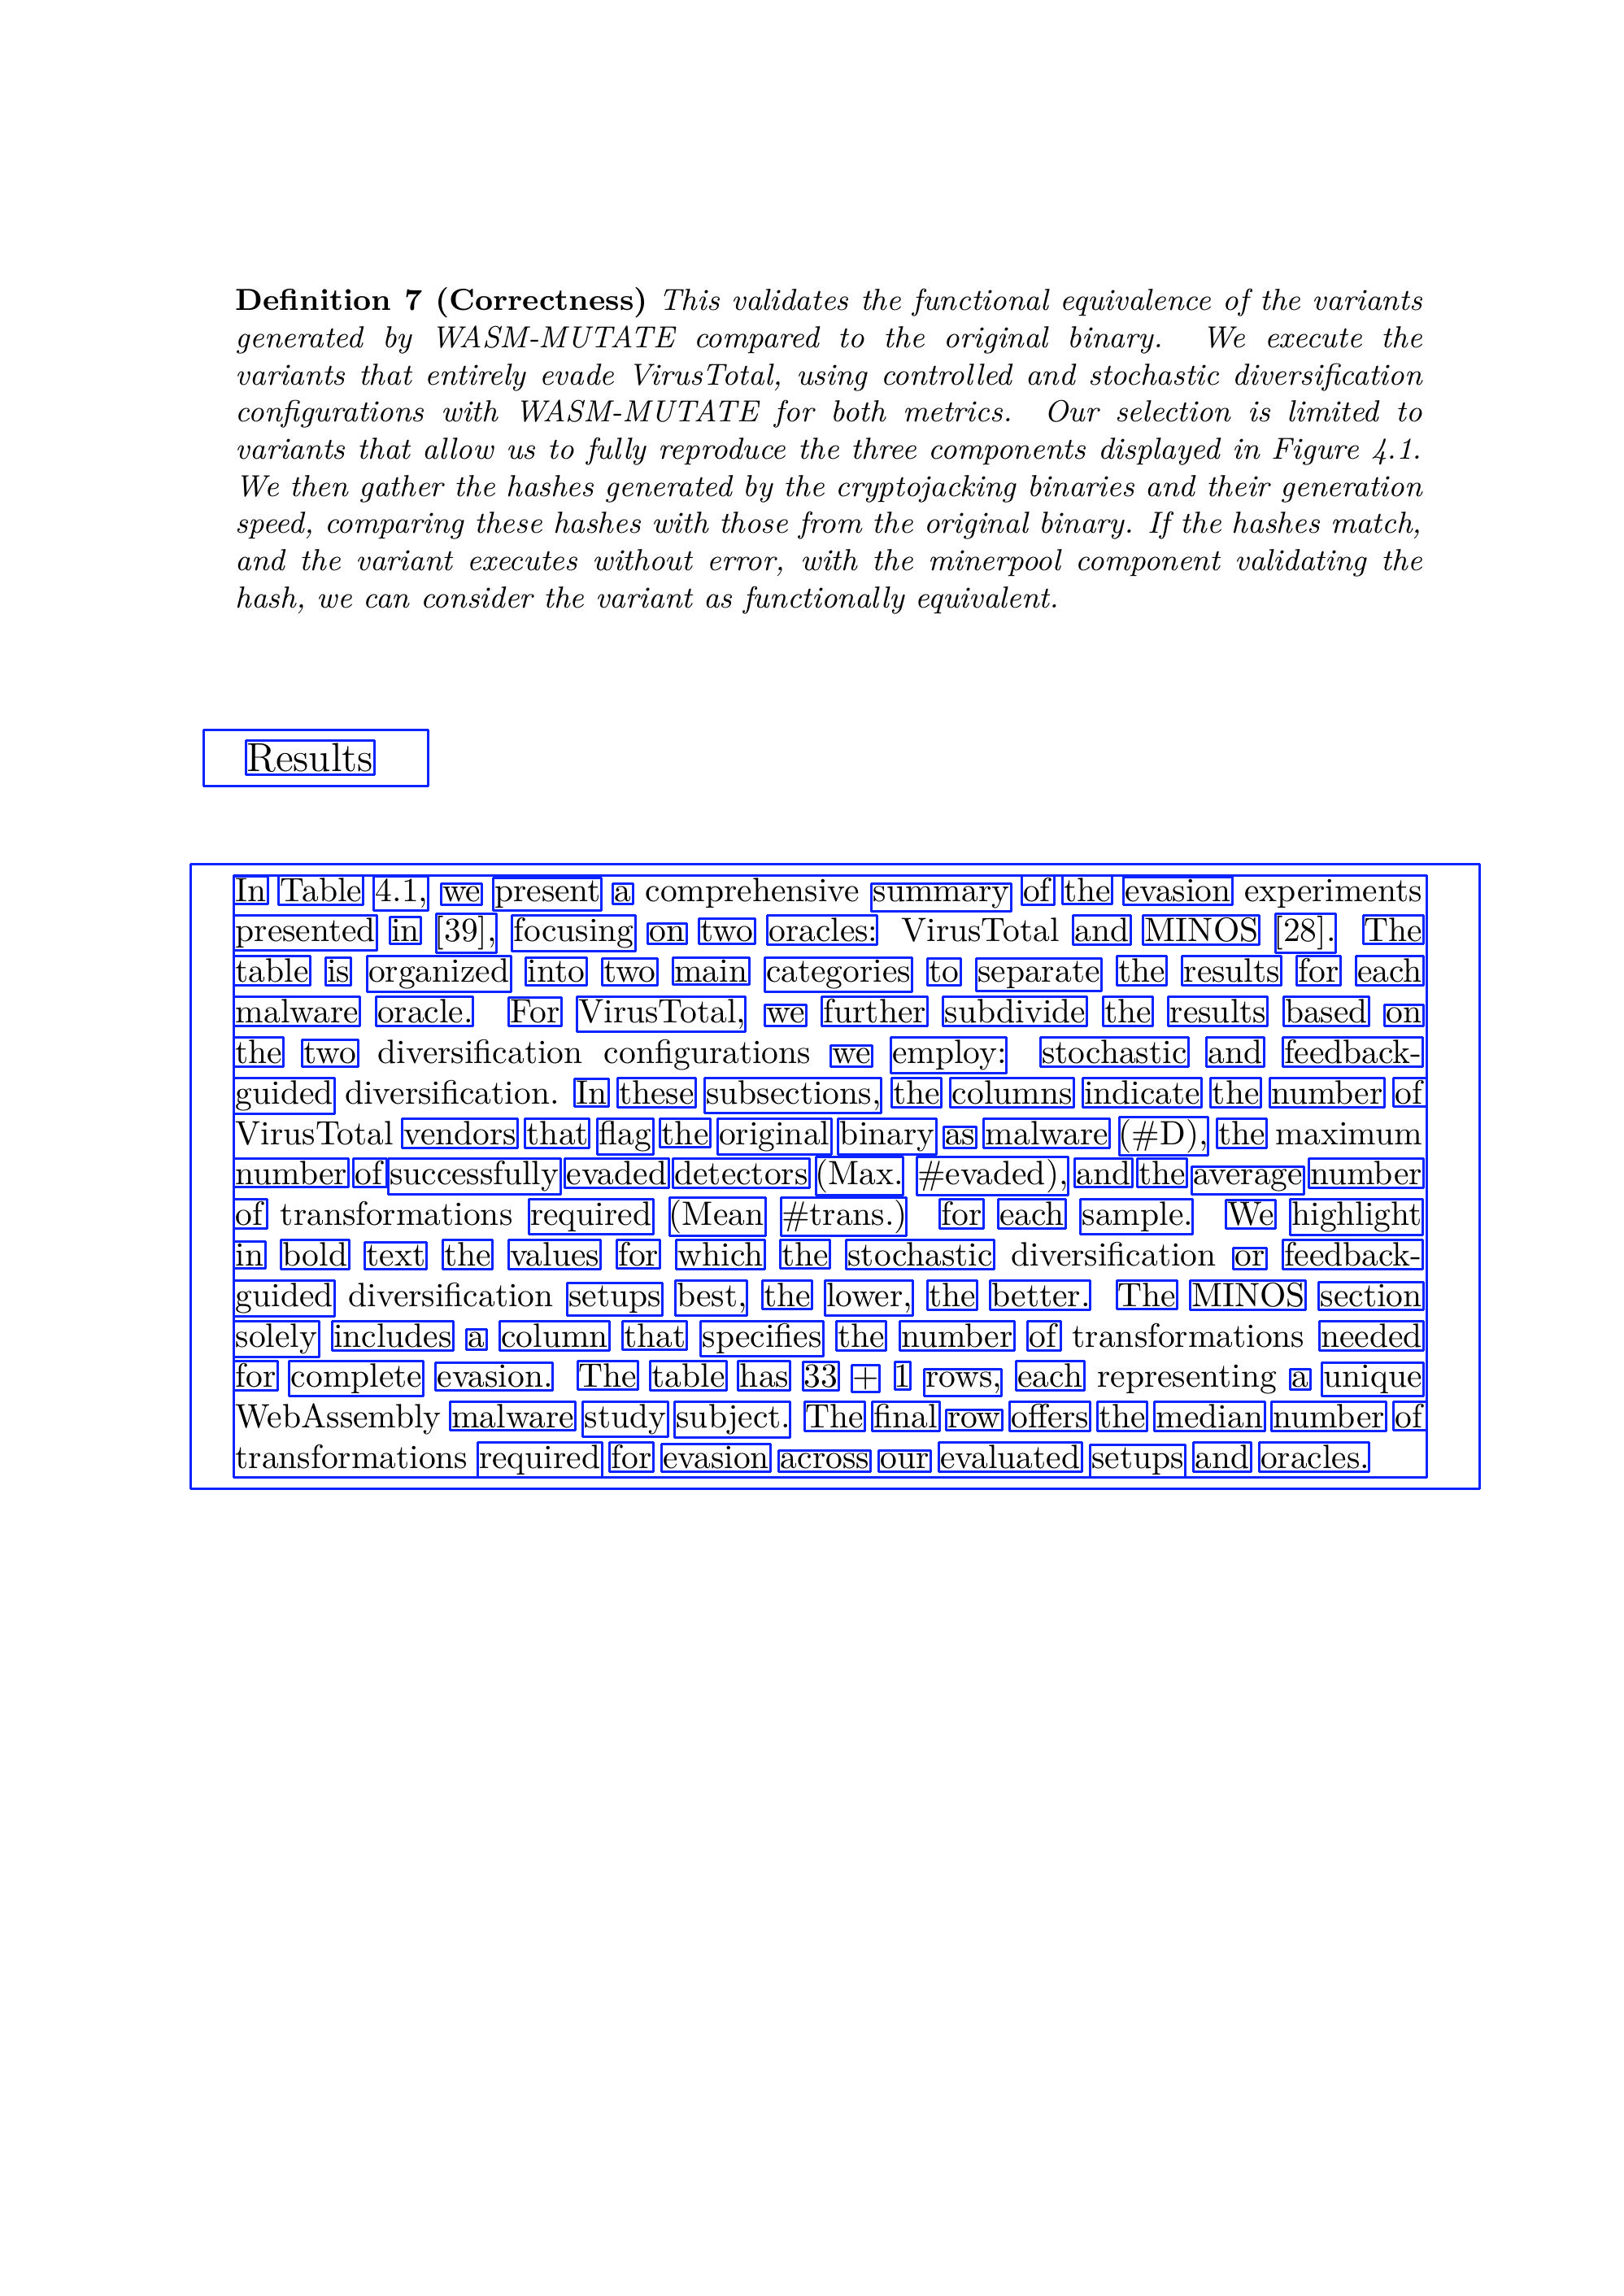 Definition 7 (Correctness) This validates the functional equivalence of the variants
generated by WASM-MUTATE compared to the original binary. We execute the
variants that entirely evade VirusTotal, using controlled and stochastic diversification
configurations with WASM-MUTATE for both metrics. Our selection is limited to
variants that allow us to fully reproduce the three components displayed in Figure 4.1.
We then gather the hashes generated by the cryptojacking binaries and their generation
speed, comparing these hashes with those from the original binary. If the hashes match,
and the variant executes without error, with the minerpool component validating the
hash, we can consider the variant as functionally equivalent.
Results
In Table 4.1, we present a comprehensive summary of the evasion experiments
presented in [39], focusing on two oracles: VirusTotal and MINOS [28]. The
table is organized into two main categories to separate the results for each
malware oracle. For VirusTotal, we further subdivide the results based on
the two diversification configurations we employ: stochastic and feedback-
guided diversification. In these subsections, the columns indicate the number of
VirusTotal vendors that flag the original binary as malware (#D), the maximum
number of successfully evaded detectors (Max. #evaded), and the average number
of transformations required (Mean #trans.) for each sample. We highlight
in bold text the values for which the stochastic diversification or feedback-
guided diversification setups best, the lower, the better. The MINOS section
solely includes a column that specifies the number of transformations needed
for complete evasion. The table has 33 + 1 rows, each representing a unique
WebAssembly malware study subject. The final row offers the median number of
transformations required for evasion across our evaluated setups and oracles.